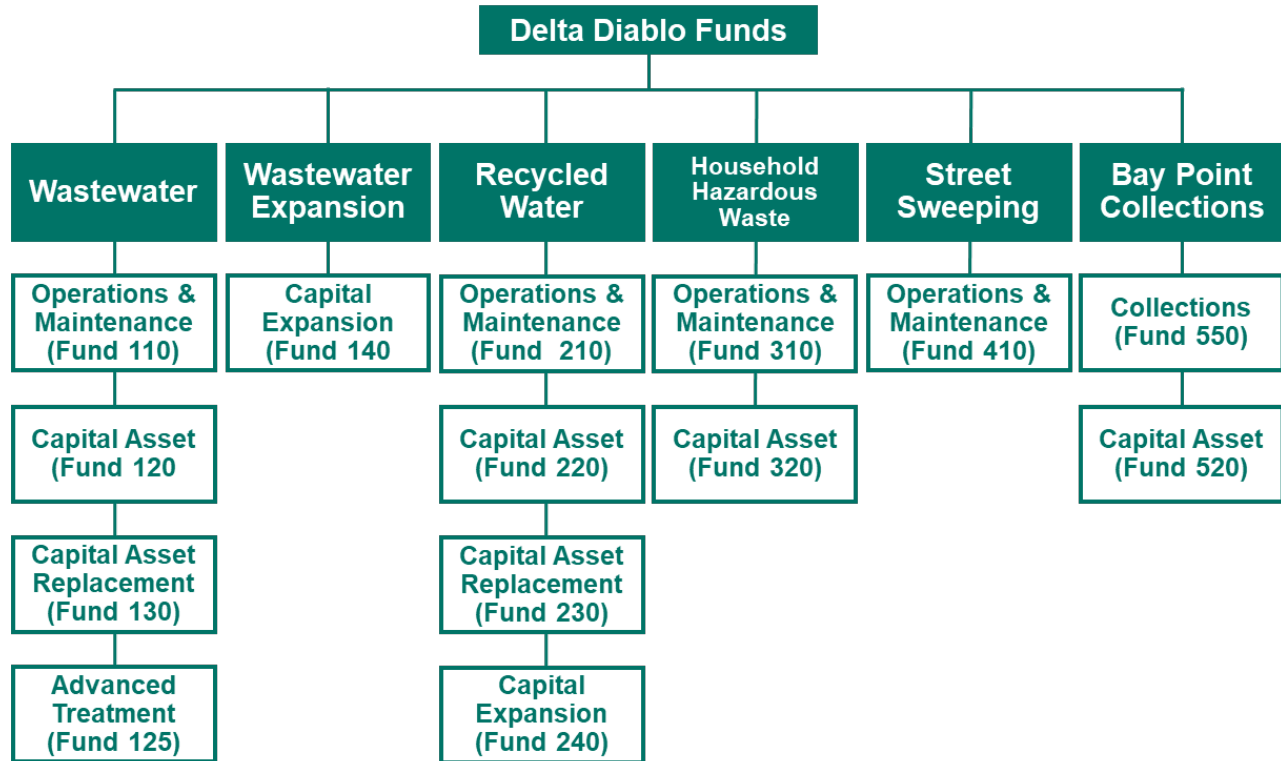 Delta Diablo Funds
Wastewater
Wastewater
Expansion
Recycled
Water
Household
Hazardous
Waste
Street
Sweeping
Bay Point
Collections
Operations &
Maintenance
(Fund 110)
Capital
Expansion
(Fund 140
Operations &
Maintenance
(Fund 210)
Operations &
Maintenance
(Fund 310)
Operations &
Maintenance
(Fund 410)
Collections
(Fund 550)
Capital Asset
(Fund 120
Capital Asset
(Fund 220)
Capital Asset
(Fund 320)
Capital Asset
(Fund 520)
Capital Asset
Replacement
(Fund 130)
Capital Asset
Replacement
(Fund 230)
Advanced
Treatment
(Fund 125)
Capital
Expansion
(Fund 240)